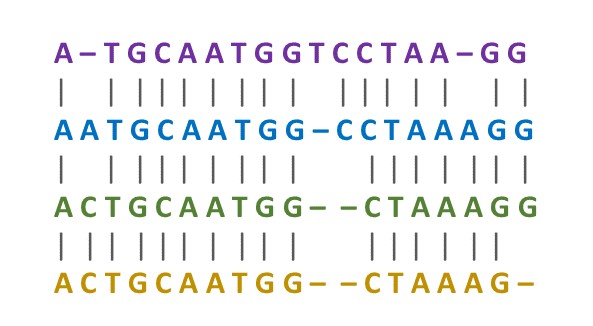 A–TGCAATGGTCCTAA–GG
| | | | | | | | | | | | | | | | |
AATGCAATGG–CCTAAAGG
| | | | | | | | | | | | | | | |
ACTGCAATGG––CTAAAGG
| | | | | | | | | | | | | | | |
ACTGCAATGG––CTAAAG–